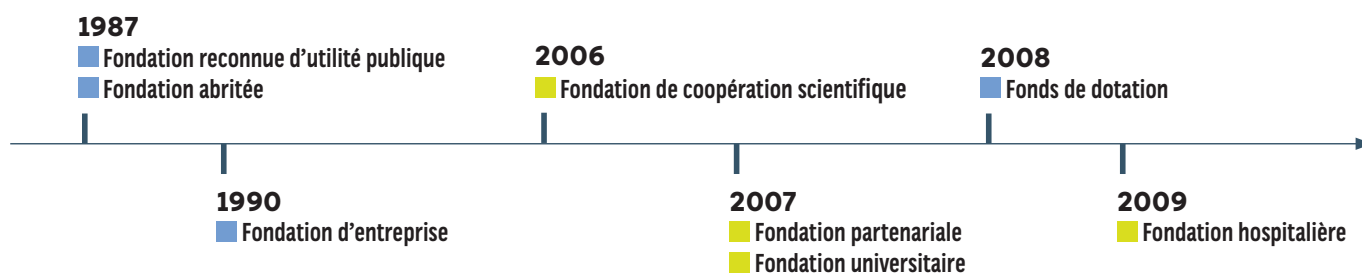 1987
Fondation reconnue d’utilité publique
Fondation abritée
1990
Fondation d’entreprise
2006
Fondation de coopération scientifique
2007
Fondation partenariale
Fondation universitaire
2008
Fonds de dotation
2009
Fondation hospitalière